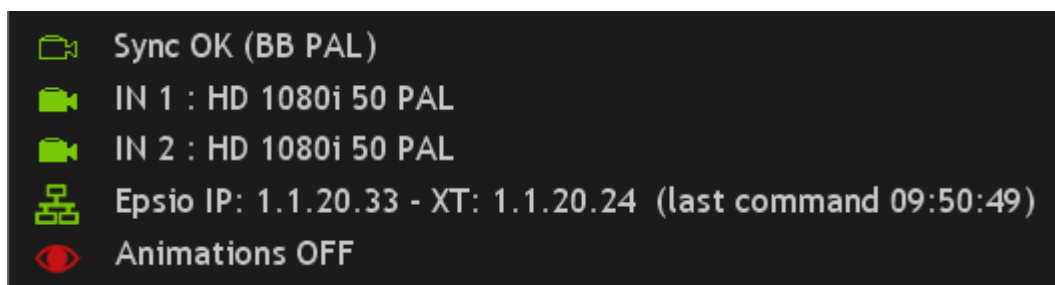 Sync OK (BB PAL)
IN 1 : HD 1080i 50 PAL
IN 2 : HD 1080i 50 PAL
Epsio IP: 1.1.20.33 - XT: 1.1.20.24 (last command 09:50:49)
Animations OFF